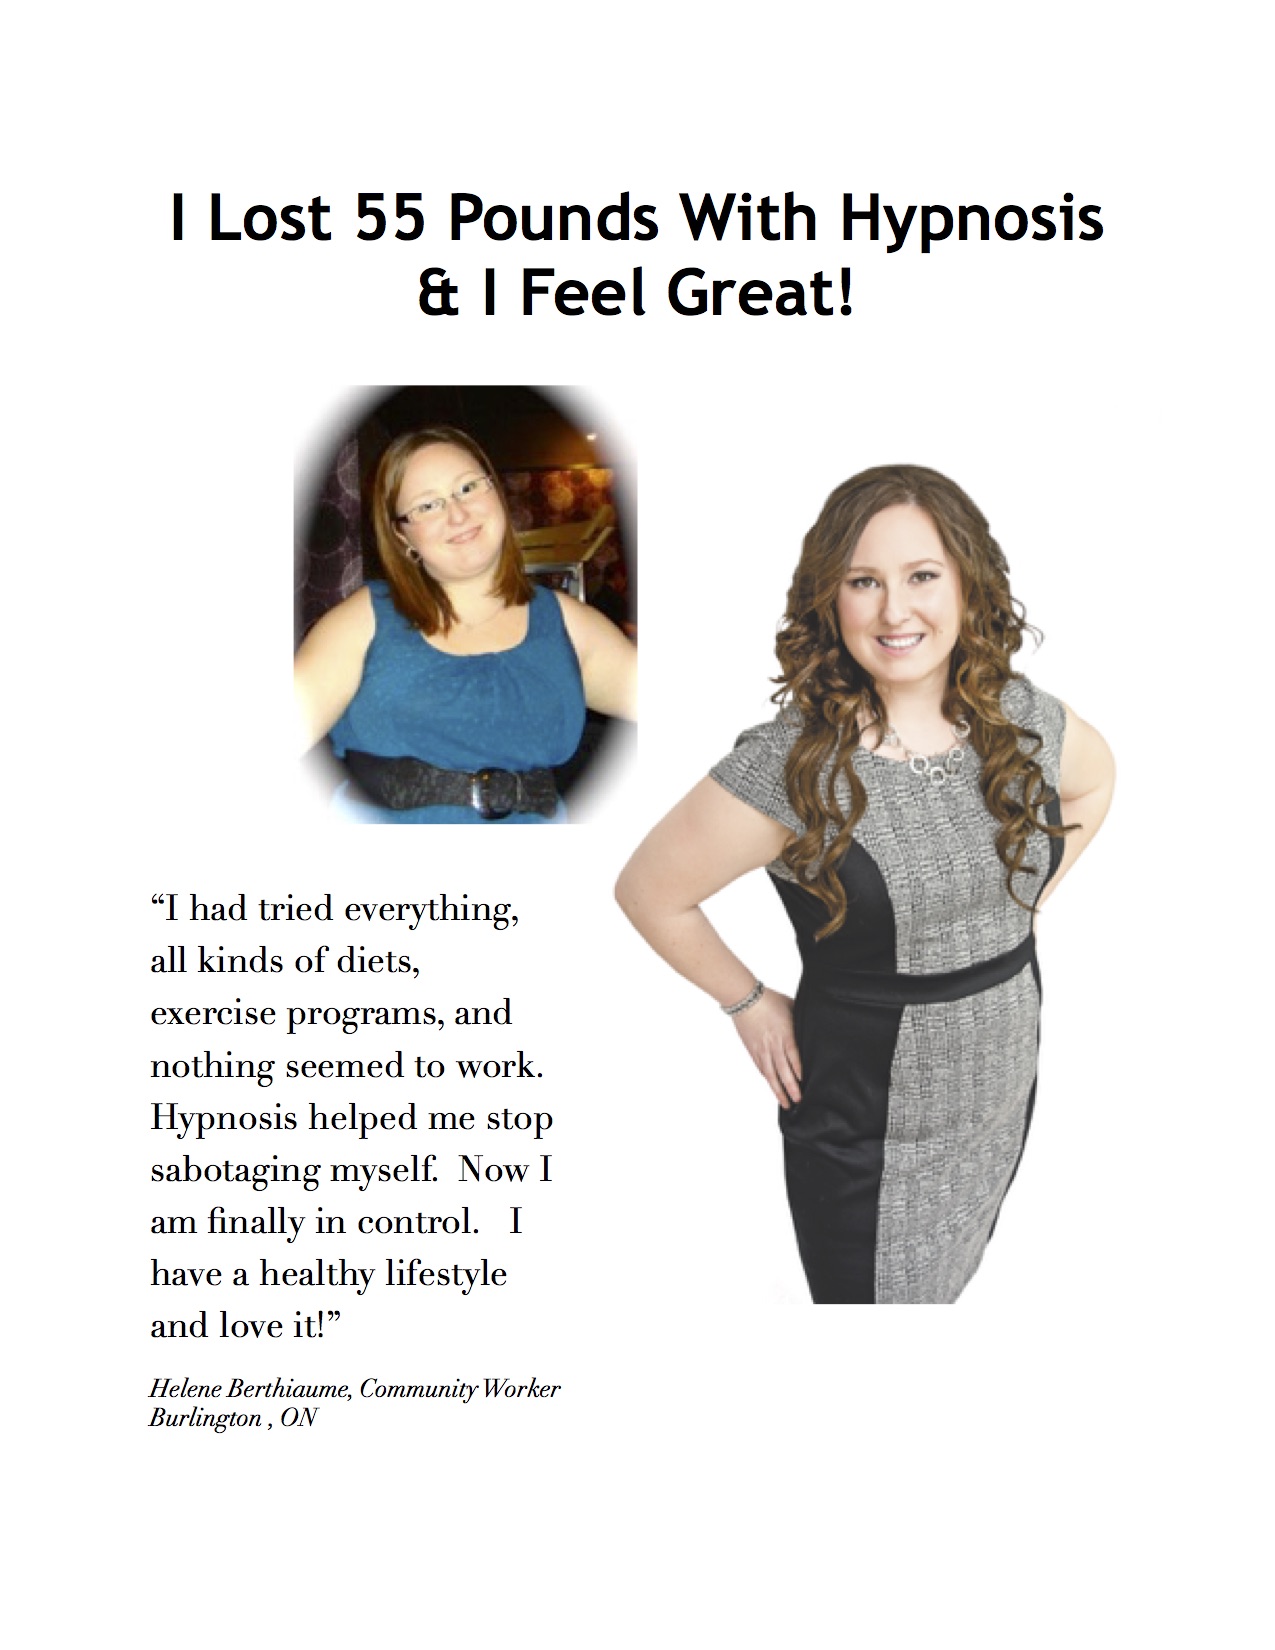 I Lost 55 Pounds With Hypnosis
& I Feel Great!
“I had tried everything,
all kinds of diets,
exercise programs, and
nothing seemed to work.
Hypnosis helped me stop
sabotaging myself.  Now I
am finally in control.   I
have a healthy lifestyle
and love it!”
Helene Berthiaume, Community Worker
Burlington , ON